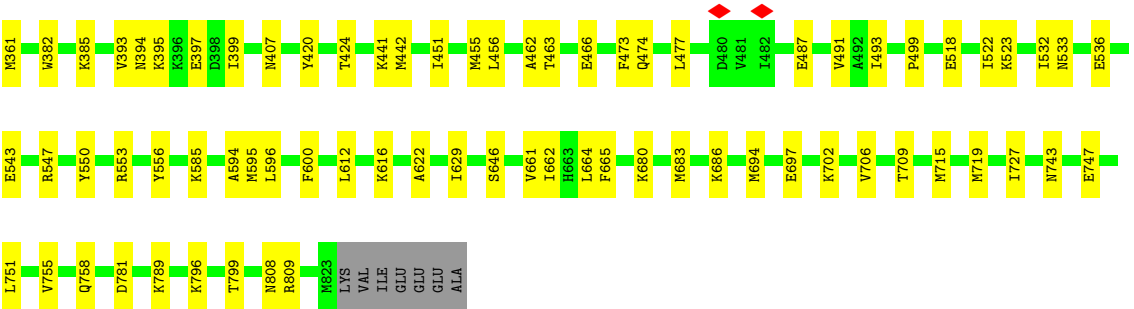 M361 W382 K385 V393 N394 K395 K396 E397 D398 I399 N407 Y420 T424 K441 M442 I451 M455 L456 A462 T463 E466 F473 Q474 L477 D480 V481 I482 E487 V491 A492 I493 P499 E518 I522 K523 I532 N533 E536
E543 R547 Y550 R553 Y556 K585 A594 M595 L596 F600 L612 K616 A622 I629 S646 V661 I662 H663 L664 F665 K680 M683 K686 M694 E697 K702 V706 T709 M715 M719 I727 N743 E747
L751 V755 Q758 D781 K789 K796 T799 N808 R809 M823 LYS VAL ILE GLU GLU GLU ALA